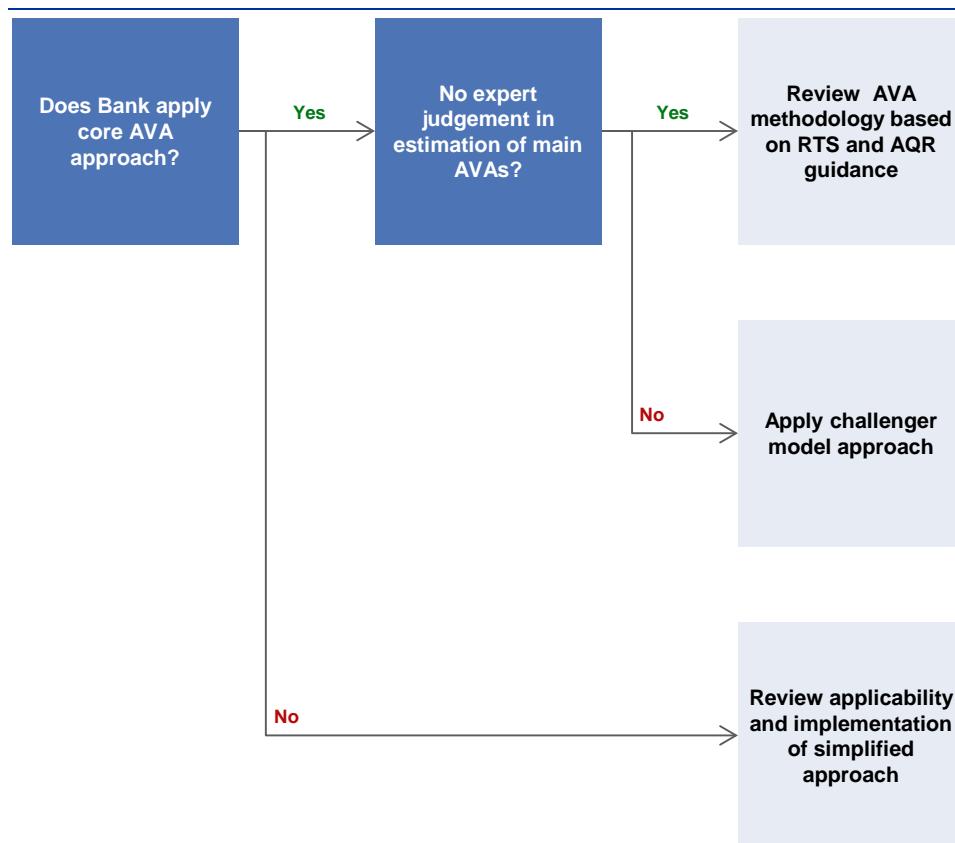 Does Bank apply
core AVA
approach?
Yes
No expert
judgement in
estimation of main
AVAs?
Yes
Review AVA
methodology based
on RTS and AQR
guidance
No
Apply challenger
model approach
No
Review applicability
and implementation
of simplified
approach